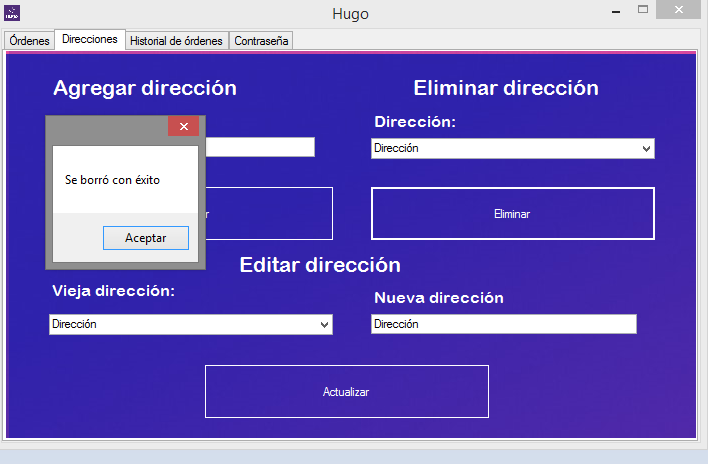 Hugo
Órdenes
Direcciones
Historial de órdenes
Contraseña
Agregar dirección
Eliminar dirección
Dirección:
Dirección
Se borró con éxito
Aceptar
Eliminar
Editar dirección
Vieja dirección:
Nueva dirección
Dirección
Dirección
Actualizar